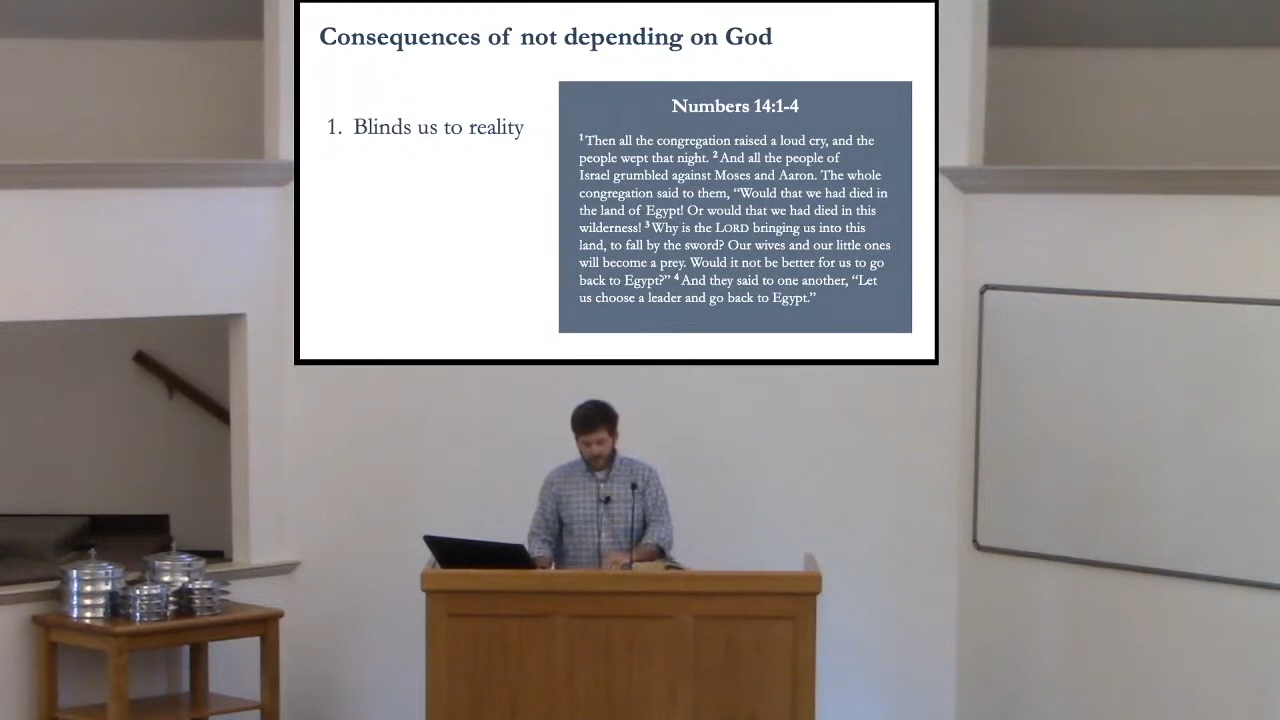 Consequences of not depending on God
1. Blinds us to reality
Numbers 14:1-4
1 Then all the congregation raised a loud cry, and the
people wept that night. 2 And all the people of
Israel grumbled against Moses and Aaron. The whole
congregation said to them, “Would that we had died in
the land of Egypt! Or would that we had died in this
wilderness! 3 Why is the LORD bringing us into this
land, to fall by the sword? Our wives and our little ones
will become a prey. Would it not be better for us to go
back to Egypt?” 4 And they said to one another, “Let
us choose a leader and go back to Egypt.”